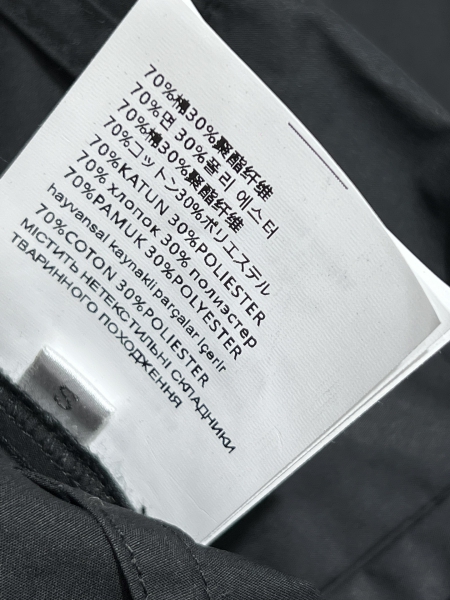 70%棉30%聚酯纤维
70%면 30%폴리 에스터
70%棉30%聚酯纤维
70%コットン30%ポリエステル
70%KATUN 30%POLIESTER
70% хлопок 30% полиэстер
70%PAMUK 30%POLYESTER
hayvansal kaynakli parçalar içerir
70%COTON 30%POLIESTER
МІСТИТЬ НЕТЕКСТИЛЬНІ СКЛАДНИКИ
ТВАРИННОГО ПОХОДЖЕННЯ
S